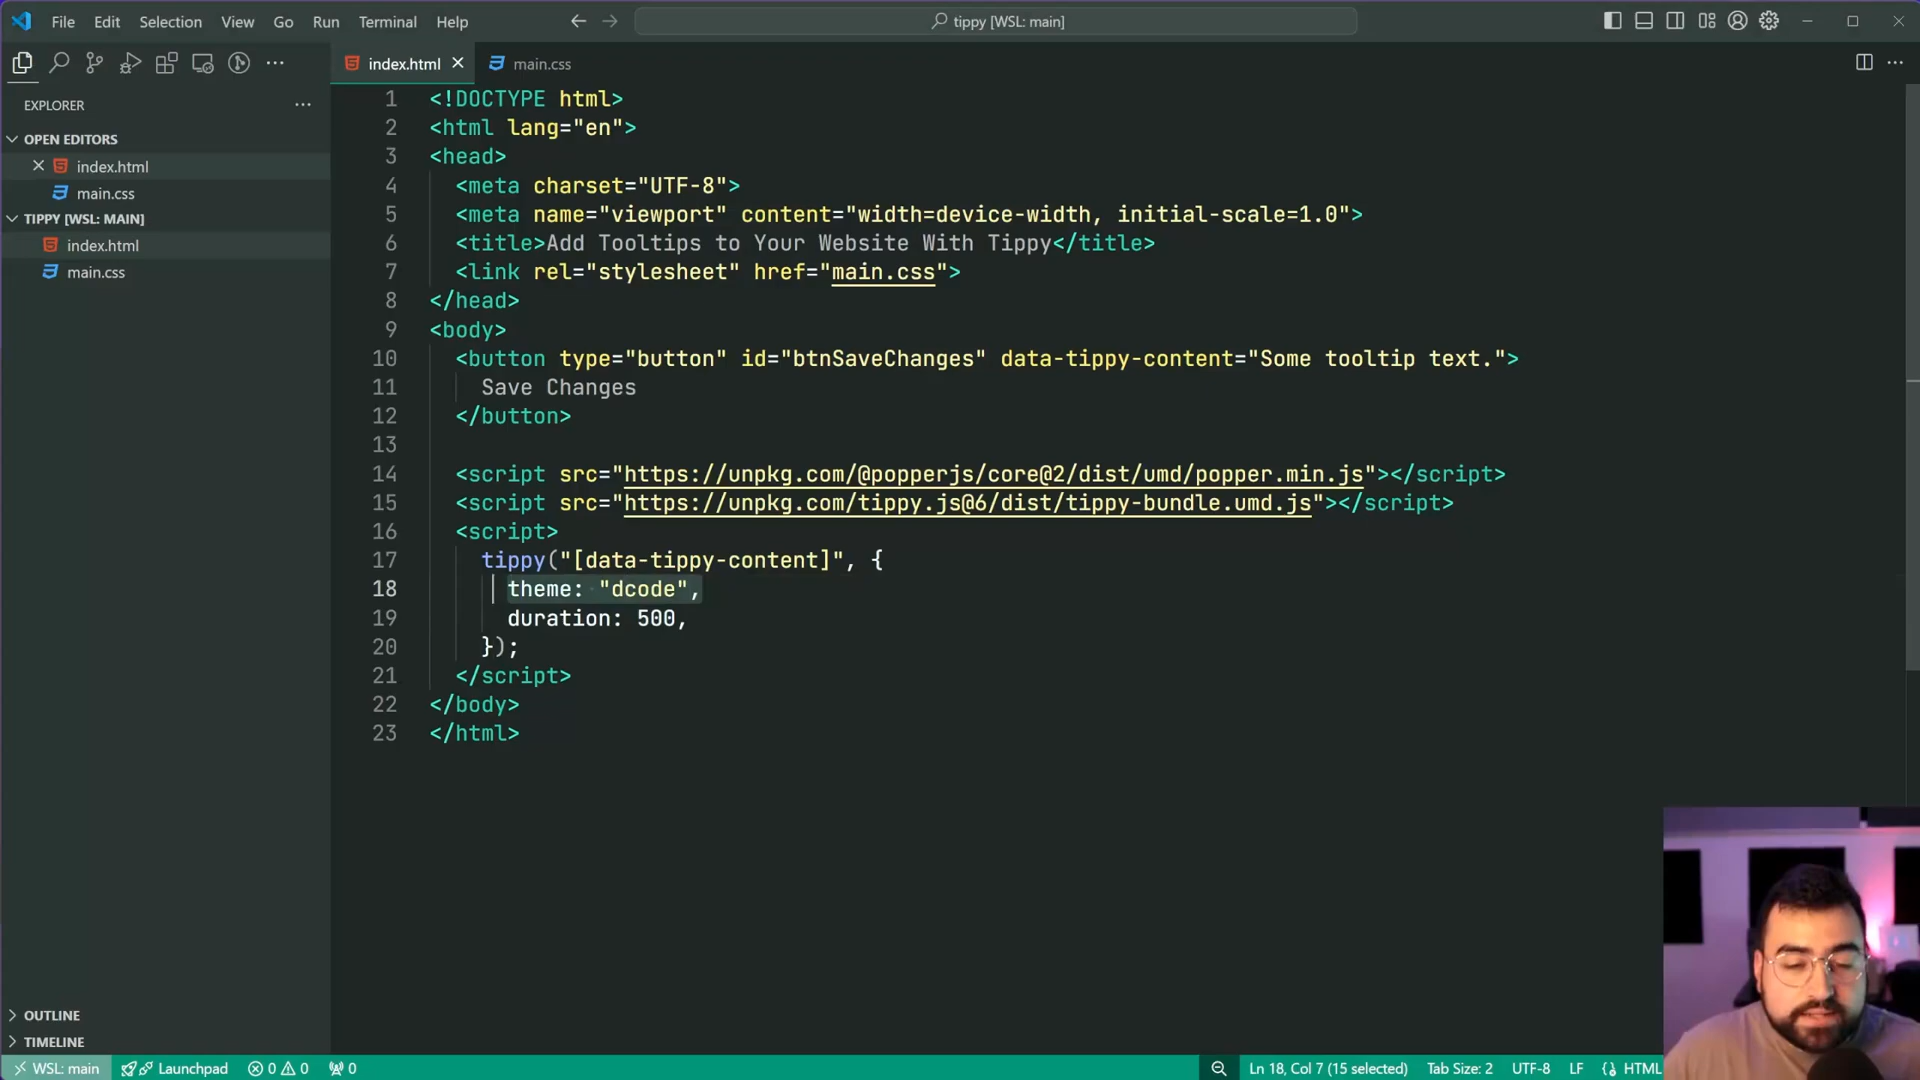 File Edit Selection View Go Run Terminal Help
tippy [WSL: main]
index.html
main.css
EXPLORER
OPEN EDITORS
index.html
main.css
TIPPY [WSL: MAIN]
index.html
main.css
1 <!DOCTYPE html>
2 <html lang="en">
3 <head>
4 <meta charset="UTF-8">
5 <meta name="viewport" content="width=device-width, initial-scale=1.0">
6 <title>Add Tooltips to Your Website With Tippy</title>
7 <link rel="stylesheet" href="main.css">
8 </head>
9 <body>
10 <button type="button" id="btnSaveChanges" data-tippy-content="Some tooltip text.">
11 Save Changes
12 </button>
13
14 <script src="https://unpkg.com/@popperjs/core@2/dist/umd/popper.min.js"></script>
15 <script src="https://unpkg.com/tippy.js@6/dist/tippy-bundle.umd.js"></script>
16 <script>
17 tippy("[data-tippy-content]", {
18 theme: "dcode",
19 duration: 500,
20 });
21 </script>
22 </body>
23 </html>
OUTLINE
TIMELINE
WSL: main Launchpad 0 0 0 Ln 18, Col 7 (15 selected) Tab Size: 2 UTF-8 LF {} HTML